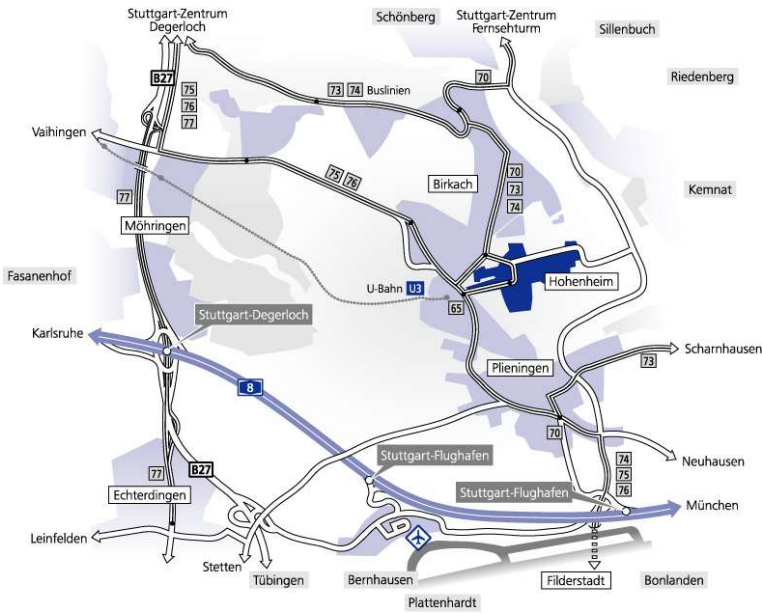 Stuttgart-Zentrum
Degerloch
Schönberg
Stuttgart-Zentrum
Fernsehturm
Sillenbuch
Riedenberg
B27
75
76
77
73 74 Buslinien
70
Vaihingen
75 76
Birkach
70
73
74
Kemnat
77
Möhringen
Fasanenhof
U-Bahn U3
Hohenheim
65
Stuttgart-Degerloch
Karlsruhe
Scharnhausen
73
Plieningen
8
70
Neuhausen
77
B27
Stuttgart-Flughafen
74
75
76
Echterdingen
Stuttgart-Flughafen
München
Leinfelden
Stetten
Tübingen
Bernhausen
Filderstadt
Bonlanden
Plattenhardt